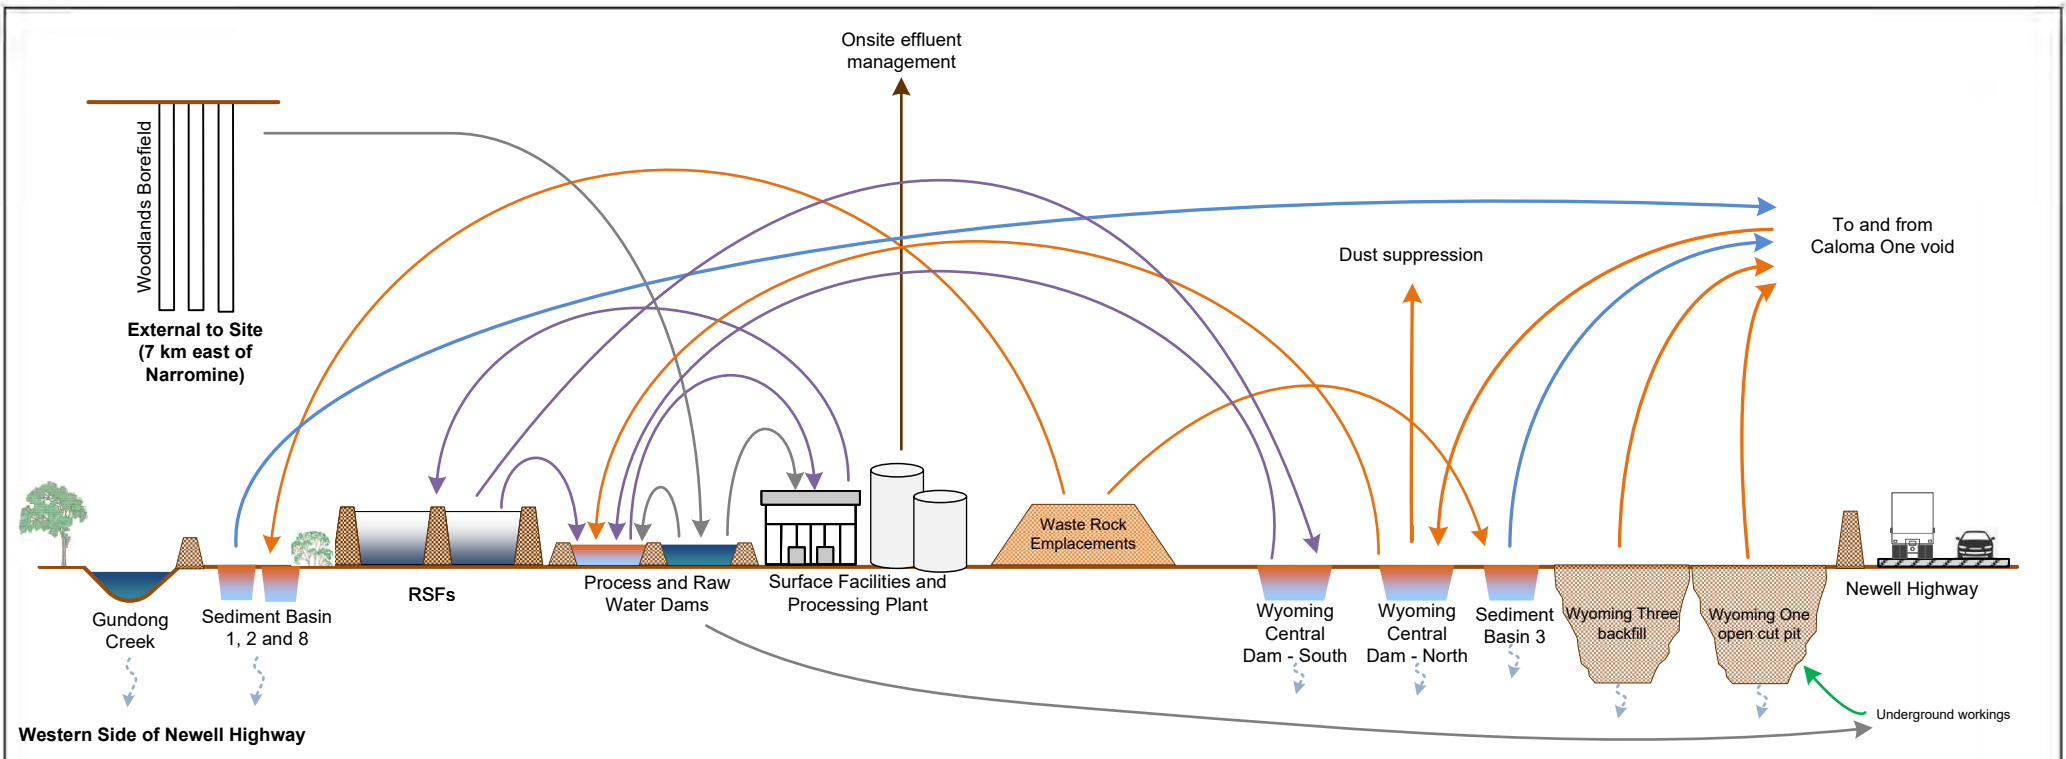 Onsite effluent
management
Woodlands Borefield
External to Site
(7 km east of
Narromine)
To and from
Caloma One void
Dust suppression
Waste Rock
Emplacements
Gundong
Creek
Sediment Basin
1, 2 and 8
RSFs
Process and Raw
Water Dams
Surface Facilities and
Processing Plant
Wyoming
Central
Dam - South
Wyoming
Central
Dam - North
Sediment
Basin 3
Wyoming Three
backfill
Wyoming One
open cut pit
Newell Highway
Underground workings
Western Side of Newell Highway